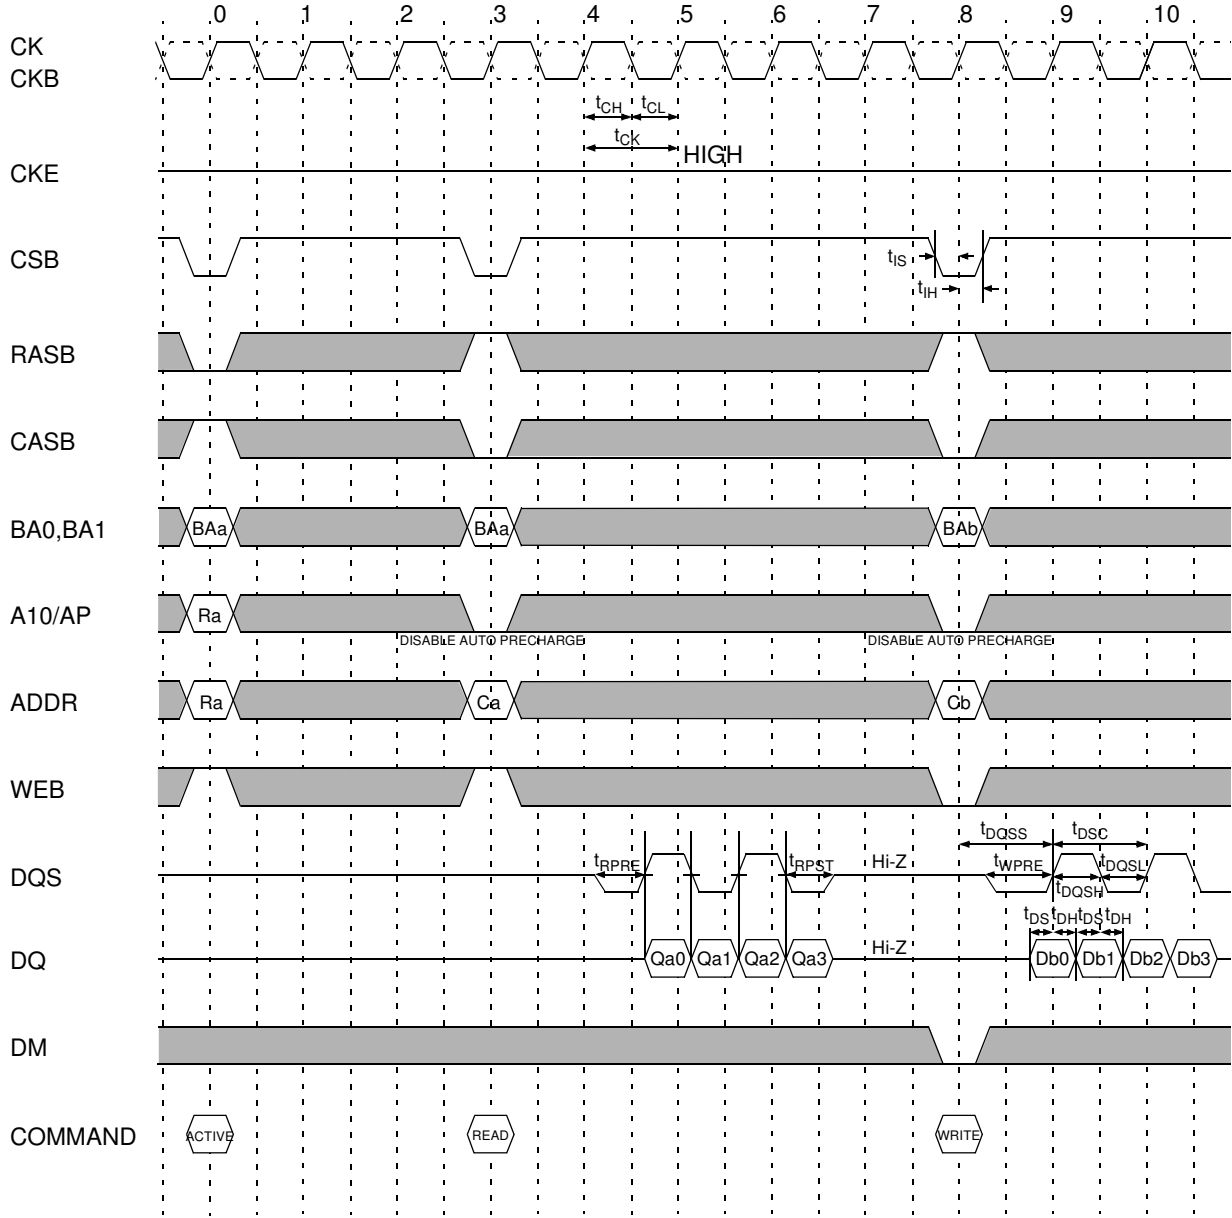 0 1 2 3 4 5 6 7 8 9 10
CK
CKB
tCH tCL
tCK
HIGH
CKE
CSB
tIS
tIH
RASB
CASB
BA0,BA1 BAa BAa BAb
A10/AP Ra
DISABLE AUTO PRECHARGE DISABLE AUTO PRECHARGE
ADDR Ra Ca Cb
WEB
tDQSS tDSC
DQS tRPRE tRPST Hi-Z tWPRE tDQSL
tDQSH
tDS tDH tDS tDH
DQ Qa0 Qa1 Qa2 Qa3 Hi-Z Db0 Db1 Db2 Db3
DM
COMMAND ACTIVE READ WRITE